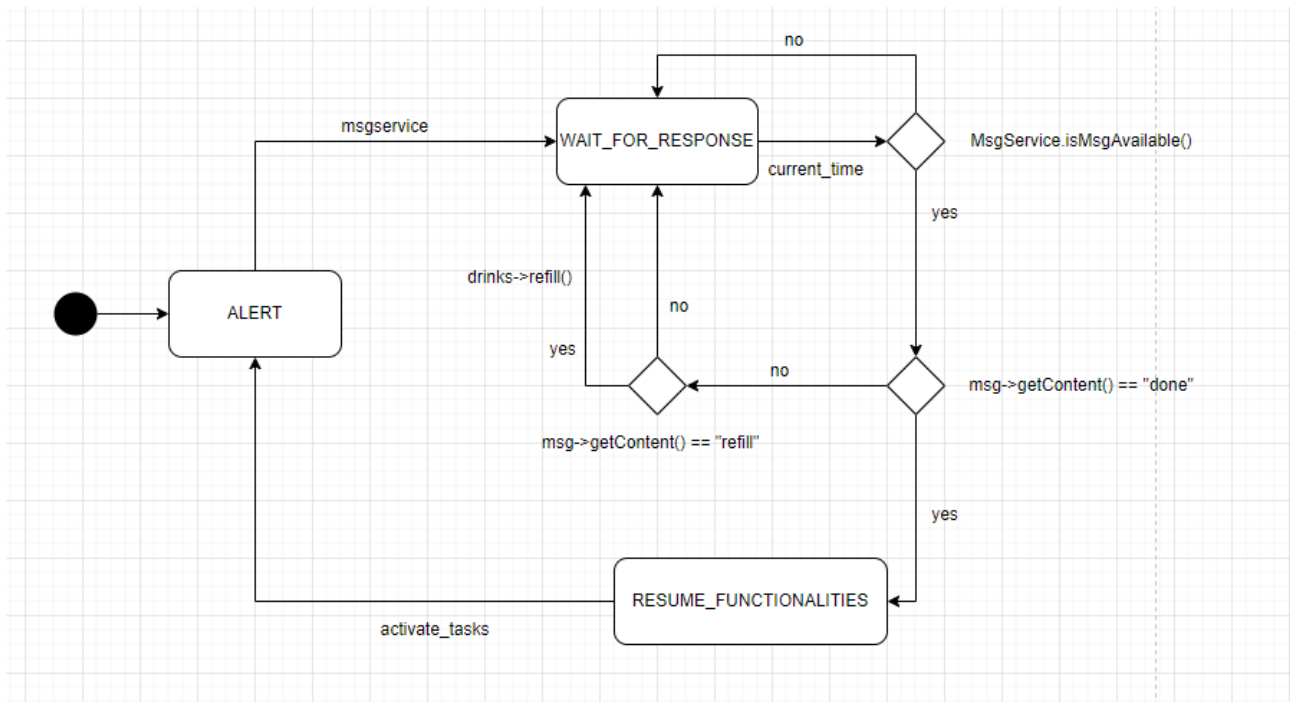 no
msgservice
WAIT_FOR_RESPONSE
MsgService.isMsgAvailable()
current_time
yes
drinks->refill()
no
ALERT
yes
no
msg->getContent() == "done"
msg->getContent() == "refill"
yes
RESUME_FUNCTIONALITIES
activate_tasks